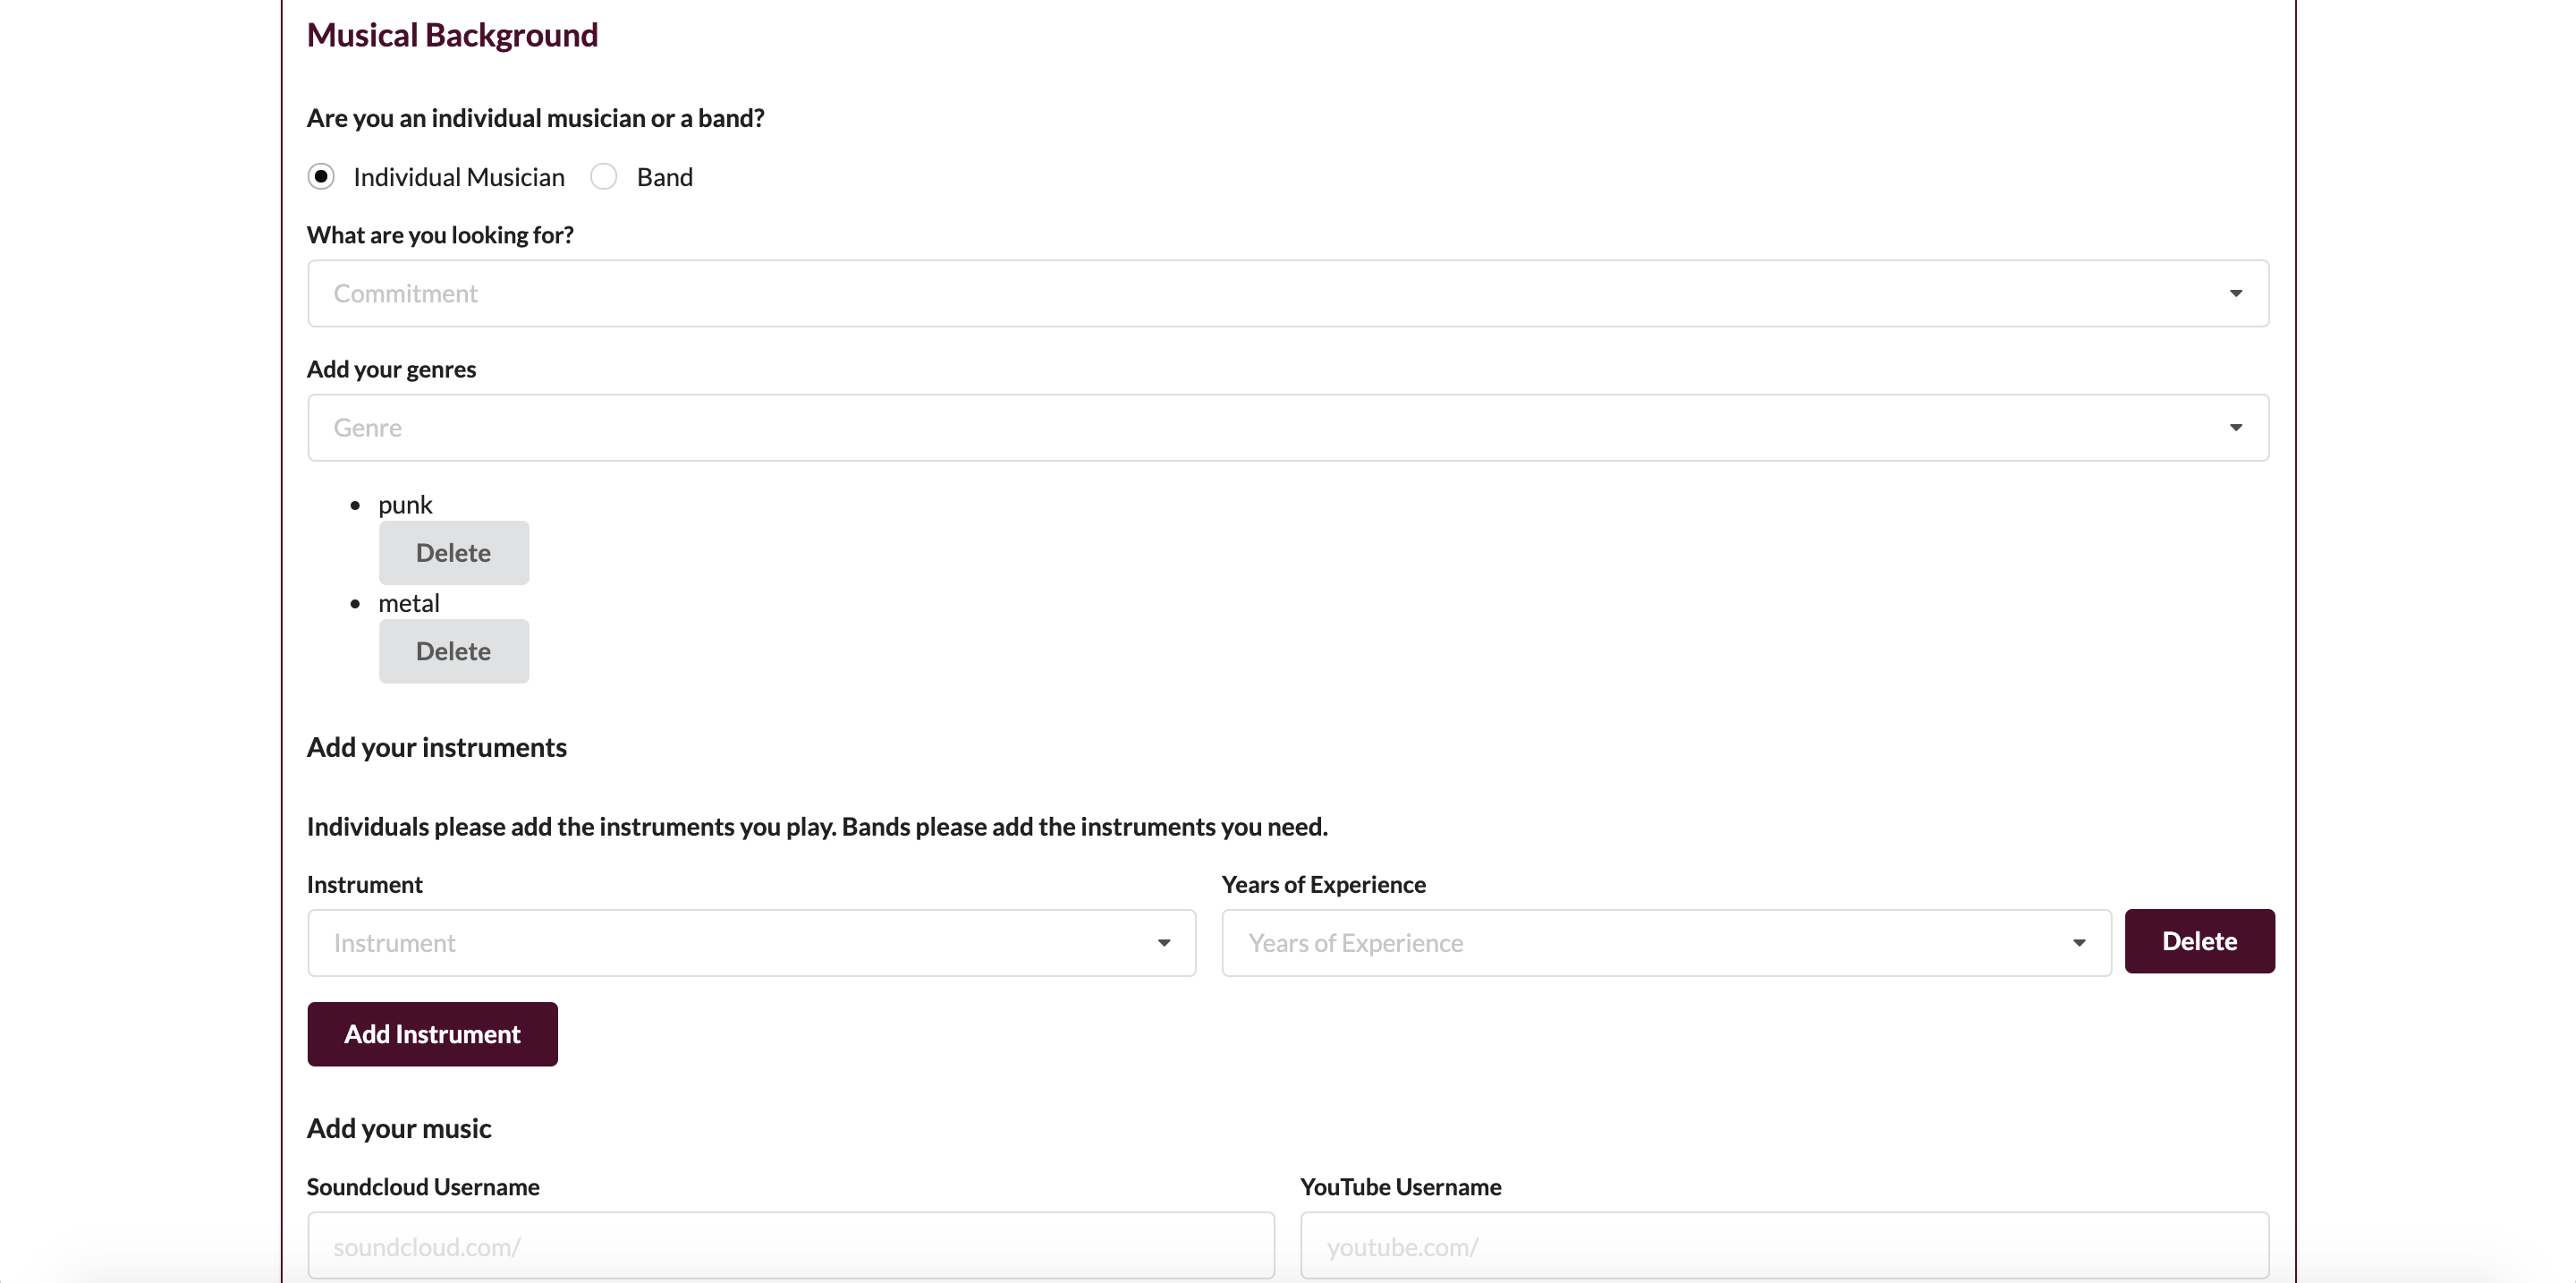 Musical Background
Are you an individual musician or a band?
Individual Musician Band
What are you looking for?
Commitment
Add your genres
Genre
punk
Delete
metal
Delete
Add your instruments
Individuals please add the instruments you play. Bands please add the instruments you need.
Instrument Years of Experience
Instrument Years of Experience Delete
Add Instrument
Add your music
Soundcloud Username YouTube Username
soundcloud.com/ youtube.com/